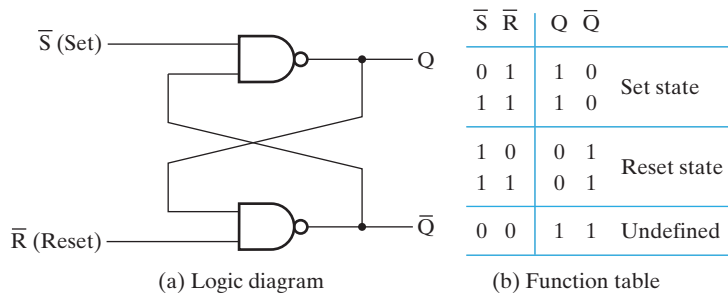 S̅ (Set)
Q
R̅ (Reset)
Q̅
(a) Logic diagram
S̅ R̅ Q Q̅
0 1 1 0
Set state
1 1 1 0
1 0 0 1
Reset state
1 1 0 1
0 0 1 1 Undefined
(b) Function table